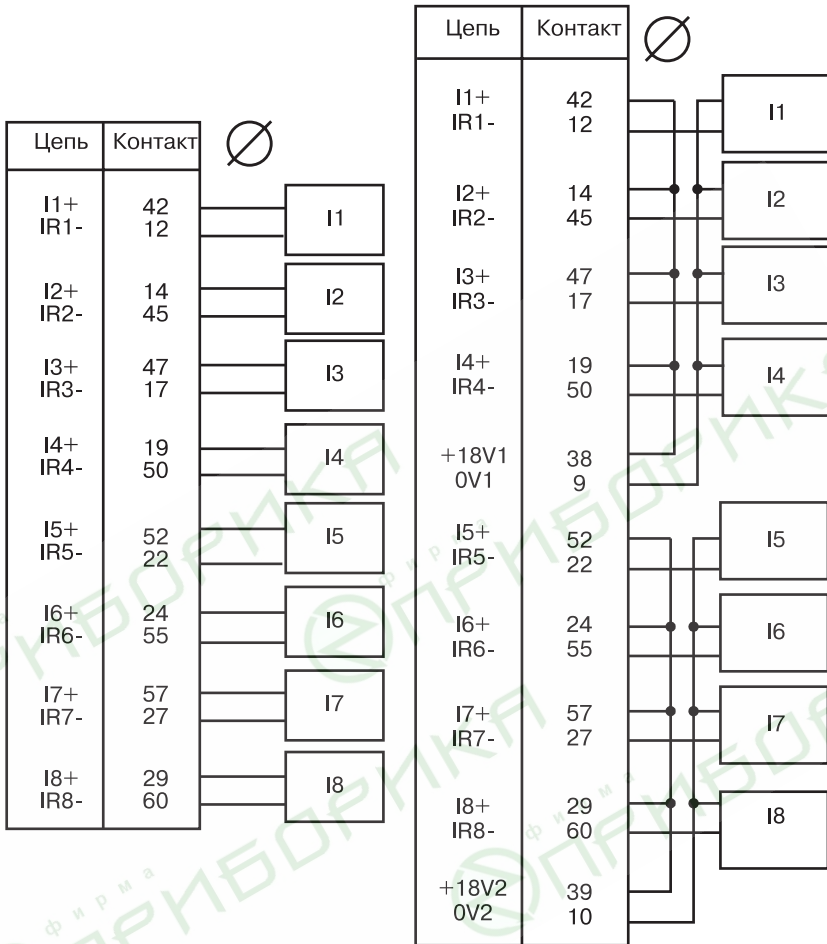 Цепь Контакт
I1+ 42
IR1- 12
I1
I2+ 14
IR2- 45
I2
I3+ 47
IR3- 17
I3
I4+ 19
IR4- 50
I4
I5+ 52
IR5- 22
I5
I6+ 24
IR6- 55
I6
I7+ 57
IR7- 27
I7
I8+ 29
IR8- 60
I8
Цепь Контакт
I1+ 42
IR1- 12
I1
I2+ 14
IR2- 45
I2
I3+ 47
IR3- 17
I3
I4+ 19
IR4- 50
I4
+18V1 38
0V1 9
I5+ 52
IR5- 22
I5
I6+ 24
IR6- 55
I6
I7+ 57
IR7- 27
I7
I8+ 29
IR8- 60
I8
+18V2 39
0V2 10
фирма
ПРИБОРИКА